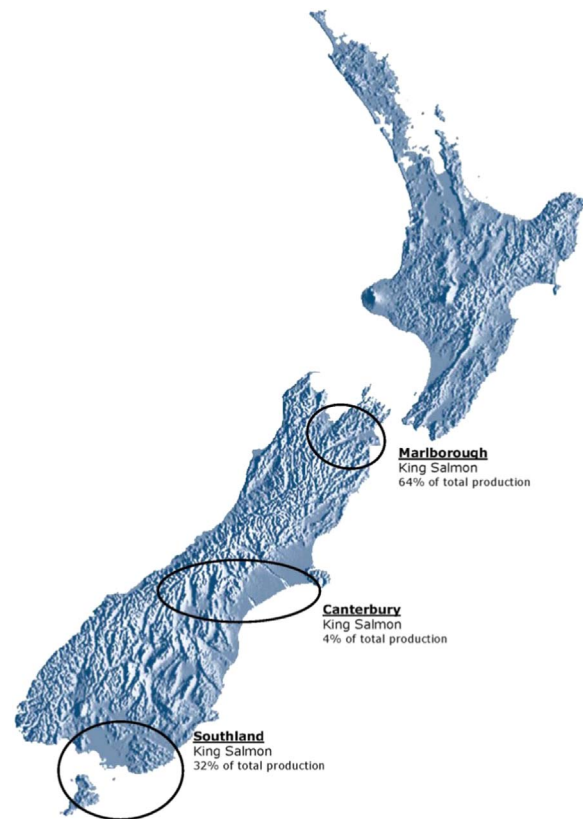 Marlborough
King Salmon
64% of total production
Canterbury
King Salmon
4% of total production
Southland
King Salmon
32% of total production